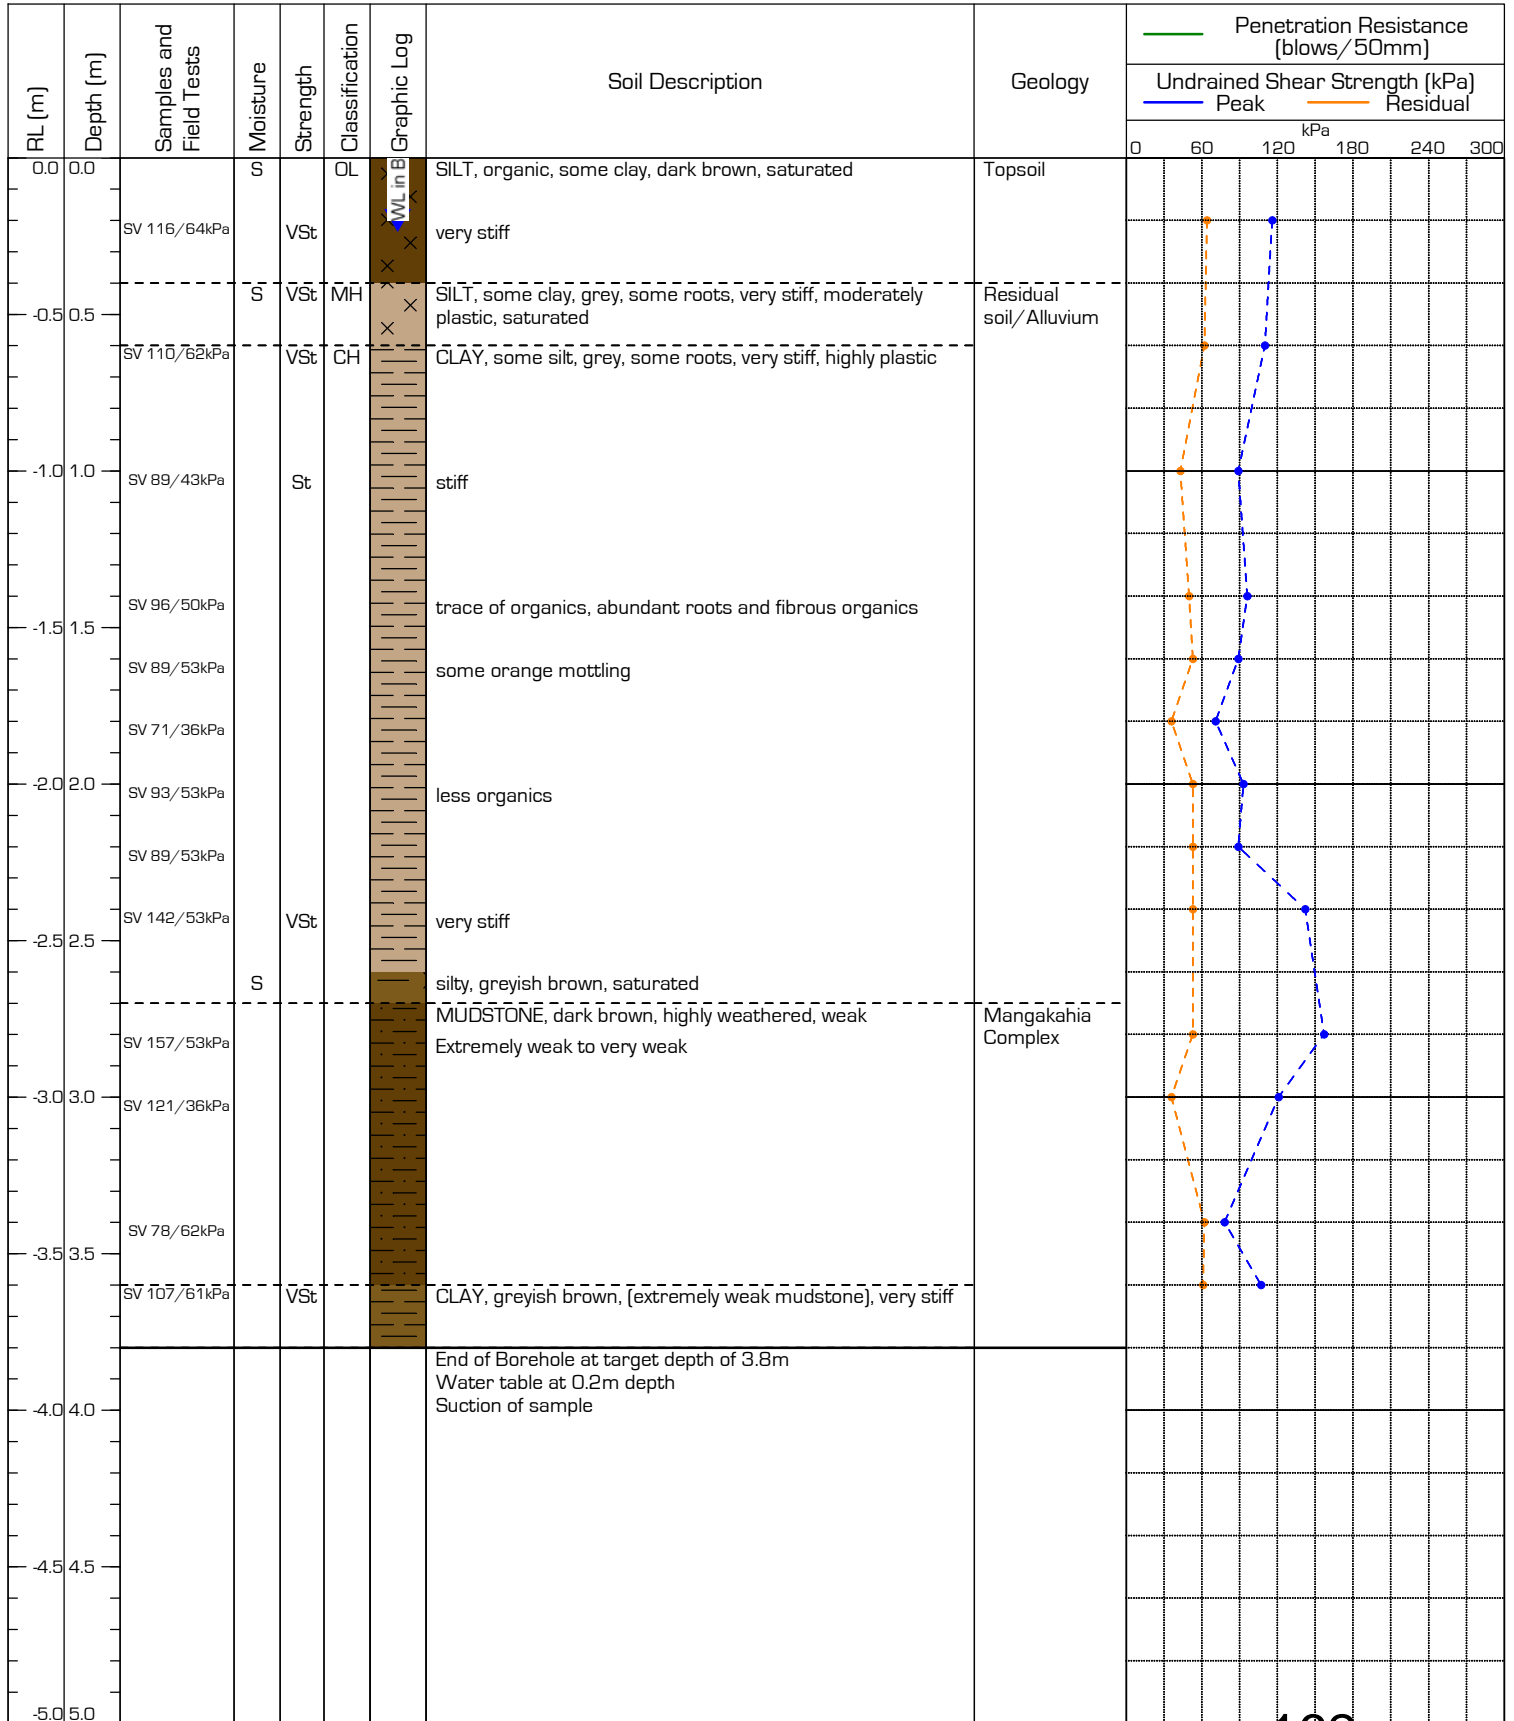 RL (m)
Depth (m)
Samples and
Field Tests
Moisture
Strength
Classification
Graphic Log
Soil Description
Geology
Penetration Resistance
(blows/50mm)
Undrained Shear Strength (kPa)
Peak Residual
kPa
0 60 120 180 240 300
0.0 0.0 S OL SILT, organic, some clay, dark brown, saturated Topsoil
WL in B
SV 116/64kPa VSt very stiff
S VSt MH SILT, some clay, grey, some roots, very stiff, moderately Residual
-0.5 0.5 plastic, saturated soil/Alluvium
SV 110/62kPa VSt CH CLAY, some silt, grey, some roots, very stiff, highly plastic
-1.0 1.0 SV 89/43kPa St stiff
SV 96/50kPa trace of organics, abundant roots and fibrous organics
-1.5 1.5
SV 89/53kPa some orange mottling
SV 71/36kPa
-2.0 2.0 SV 93/53kPa less organics
SV 89/53kPa
SV 142/53kPa VSt very stiff
-2.5 2.5
S silty, greyish brown, saturated
MUDSTONE, dark brown, highly weathered, weak Mangakahia
Complex
SV 157/53kPa Extremely weak to very weak
-3.0 3.0 SV 121/36kPa
SV 78/62kPa
-3.5 3.5
SV 107/61kPa VSt CLAY, greyish brown, (extremely weak mudstone), very stiff
End of Borehole at target depth of 3.8m
Water table at 0.2m depth
Suction of sample
-4.0 4.0
-4.5 4.5
-5.0 5.0